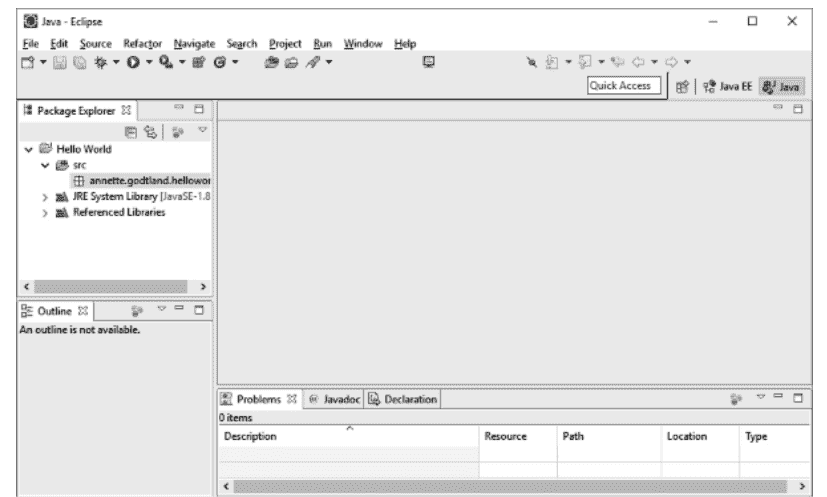 Java - Eclipse
File Edit Source Refactor Navigate Search Project Run Window Help
Quick Access
Java EE
Java
Package Explorer
Hello World
src
annette.godtland.hellowor
JRE System Library [JavaSE-1.8
Referenced Libraries
Outline
An outline is not available.
Problems Javadoc Declaration
0 items
Description Resource Path Location Type